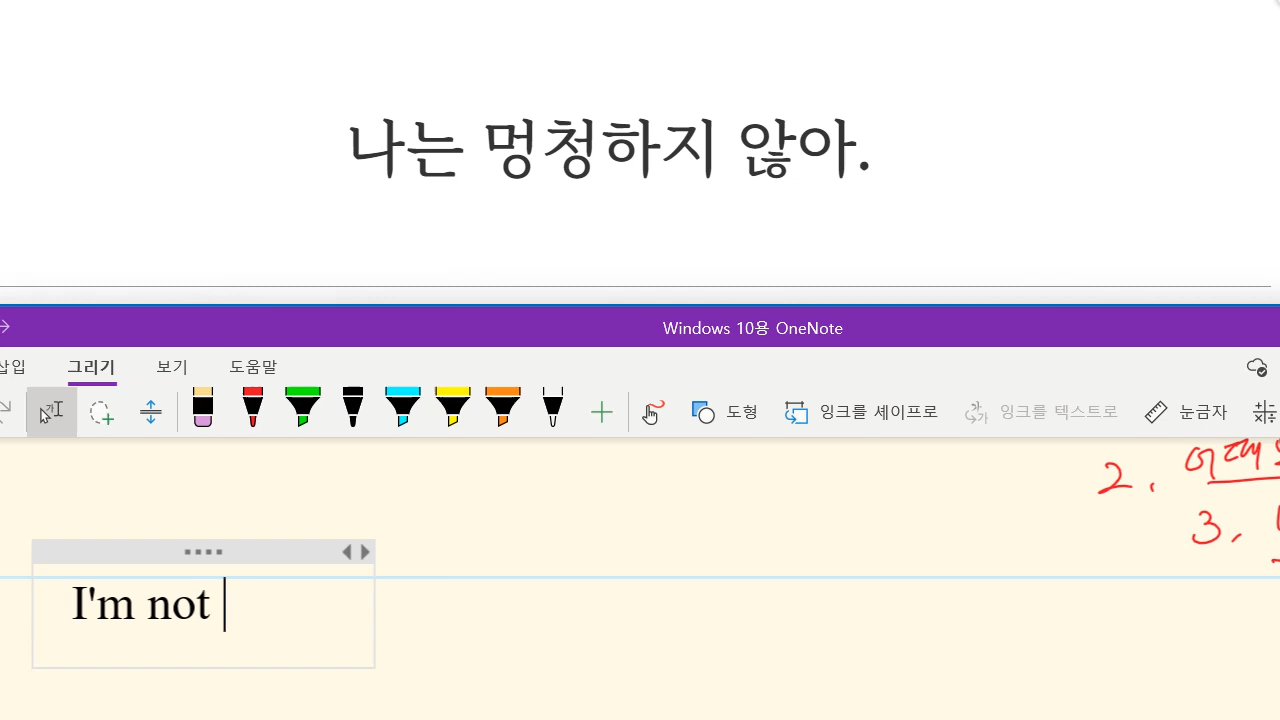 나는 멍청하지 않아.
Windows 10용 OneNote
삽입 그리기 보기 도움말
도형 잉크를 셰이프로 잉크를 텍스트로 눈금자
2. 어제
3.
I'm not